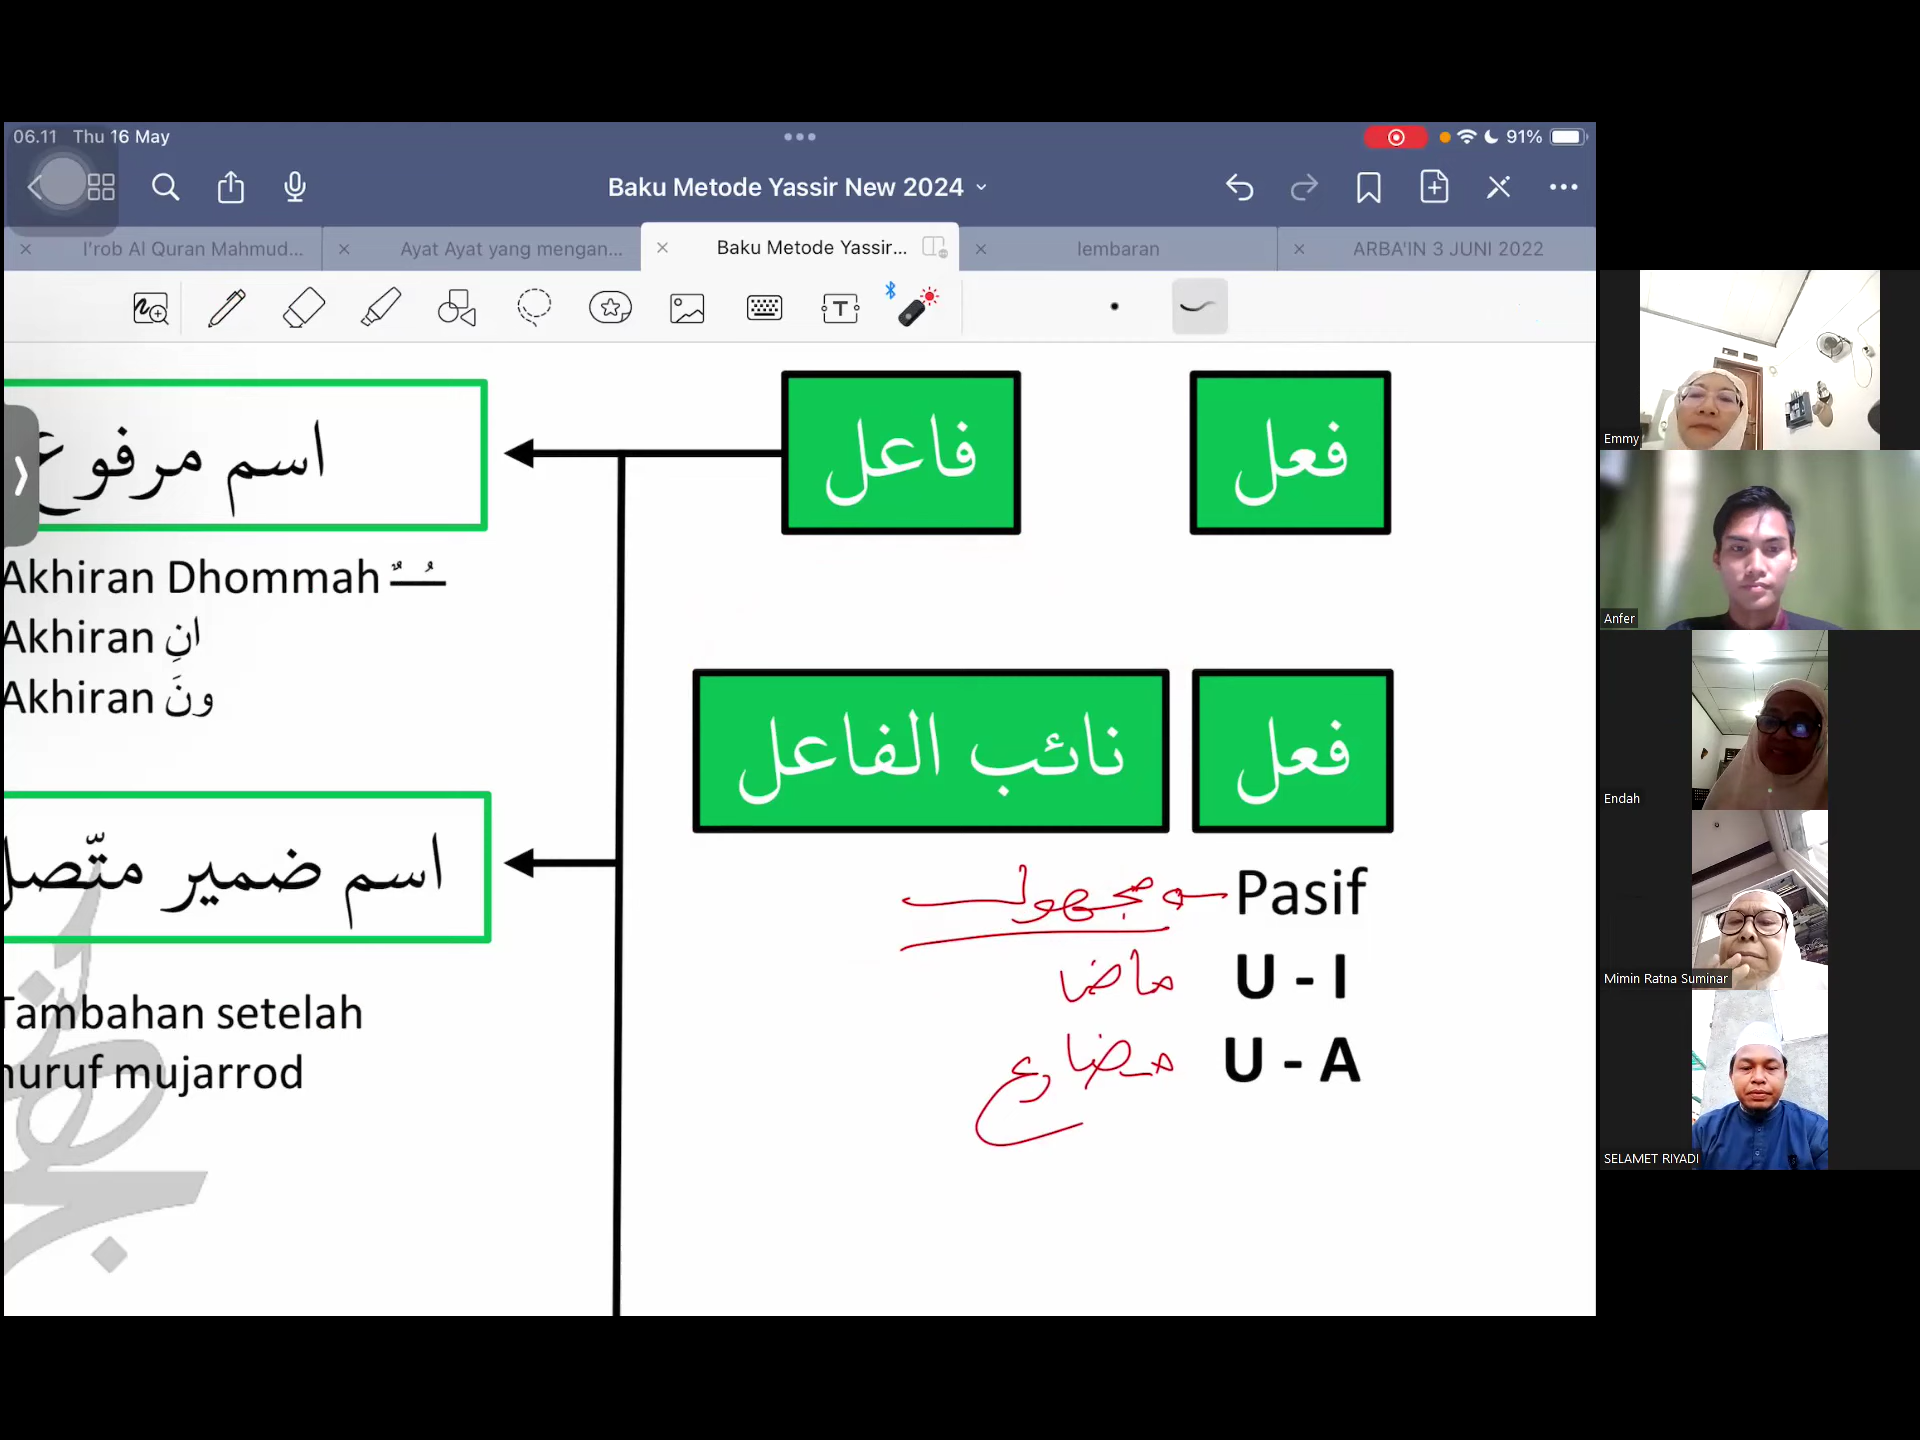 06.11 Thu 16 May
91%
Baku Metode Yassir New 2024
I'rob Al Quran Mahmud...
Ayat Ayat yang mengan...
Baku Metode Yassir...
lembaran
ARBA'IN 3 JUNI 2022
فعل
فاعل
اسم مرفوع
Akhiran Dhommah ـُــٌ
Akhiran انِ
Akhiran ونَ
فعل
نائب الفاعل
اسم ضمير متّصل
Pasif
مجهول
U - I
ماضا
U - A
مضارع
Tambahan setelah
huruf mujarrod
Emmy
Anfer
Endah
Mimin Ratna Suminar
SELAMET RIYADI